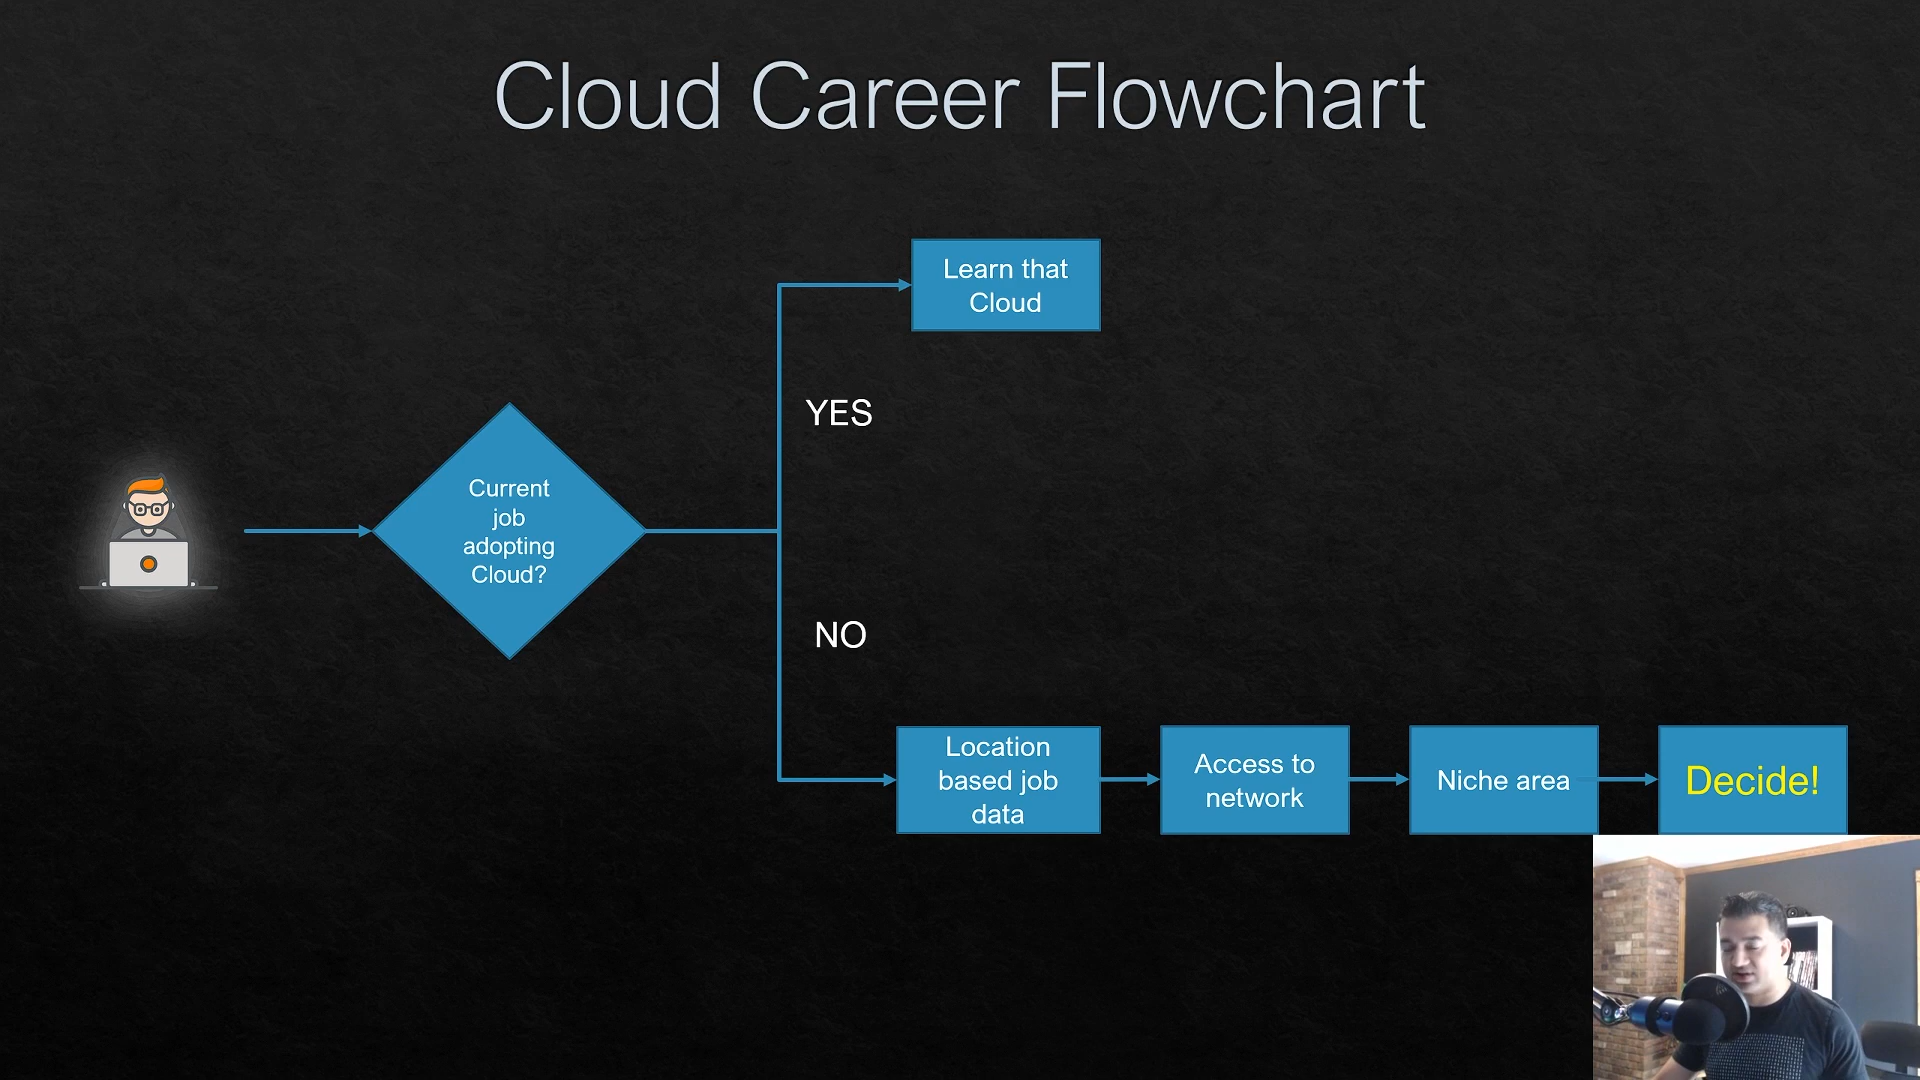 Cloud Career Flowchart
Learn that
Cloud
YES
Current
job
adopting
Cloud?
NO
Location
based job
data
Access to
network
Niche area
Decide!